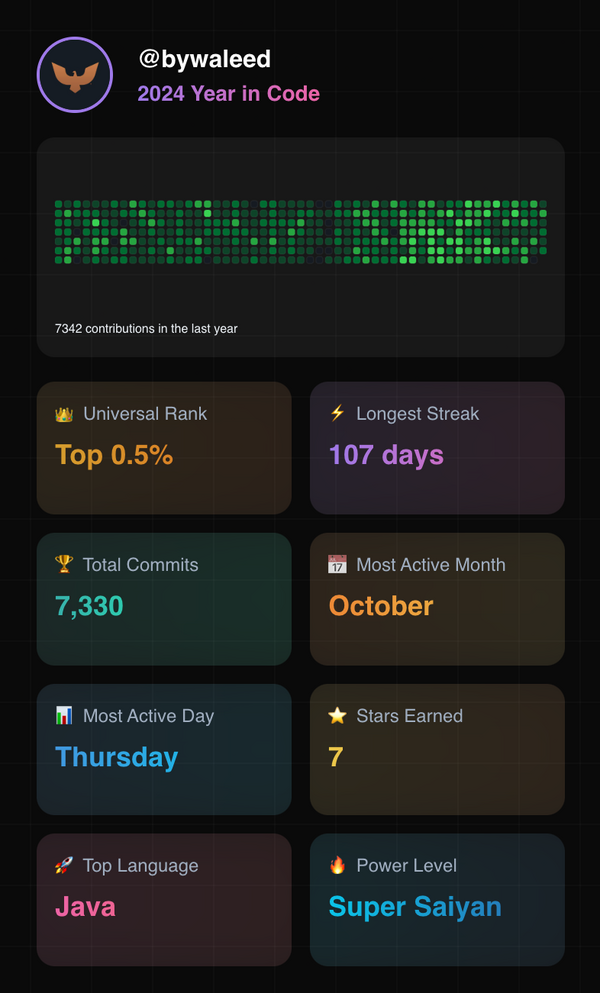 @bywaleed
2024 Year in Code
7342 contributions in the last year
👑 Universal Rank
Top 0.5%
⚡ Longest Streak
107 days
🏆 Total Commits
7,330
📅 Most Active Month
October
📊 Most Active Day
Thursday
⭐ Stars Earned
7
🚀 Top Language
Java
🔥 Power Level
Super Saiyan